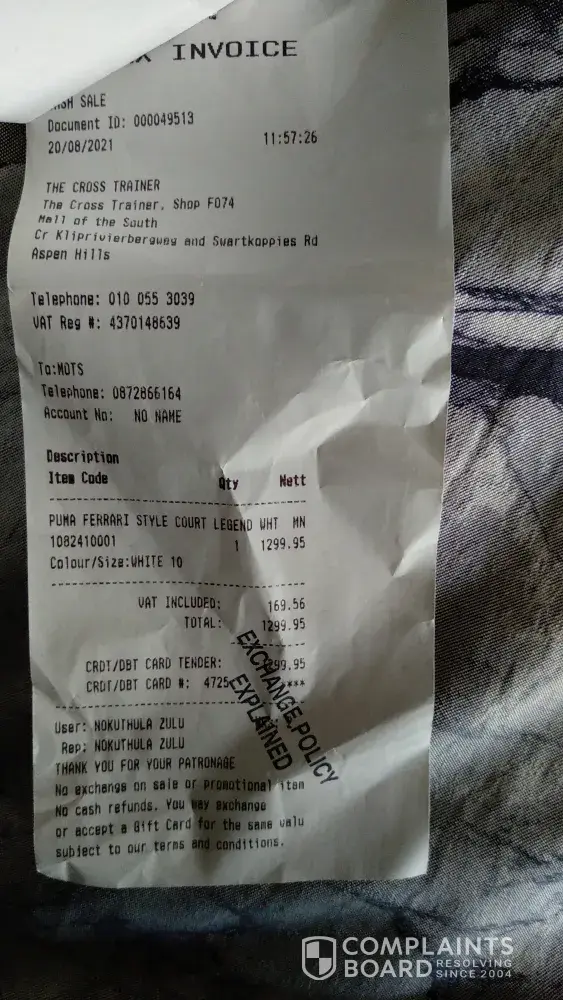 INVOICE
SALE
Document ID: 000049513
20/08/2021 11:57:26
THE CROSS TRAINER
The Cross Trainer, Shop F074
Mall of the South
Cr Kliprivierbergweg and Swartkoppies Rd
Aspen Hills
Telephone: 010 055 3039
VAT Reg #: 4370148639
To:MOTS
Telephone: 0872866164
Account No: NO NAME
Description
Item Code Qty Nett
PUMA FERRARI STYLE COURT LEGEND WHT MN
1082410001 1 1299.95
Colour/Size:WHITE 10
VAT INCLUDED: 169.56
TOTAL: 1299.95
CRDT/DBT CARD TENDER: 299.95
CRDT/DBT CARD #: 4725 ***
EXCHANGE POLICY
EXPLAINED
User: NOKUTHULA ZULU
Rep: NOKUTHULA ZULU
THANK YOU FOR YOUR PATRONAGE
No exchange on sale or promotional item
No cash refunds. You may exchange
or accept a Gift Card for the same valu
subject to our terms and conditions.
COMPLAINTS
BOARD RESOLVING
SINCE 2004